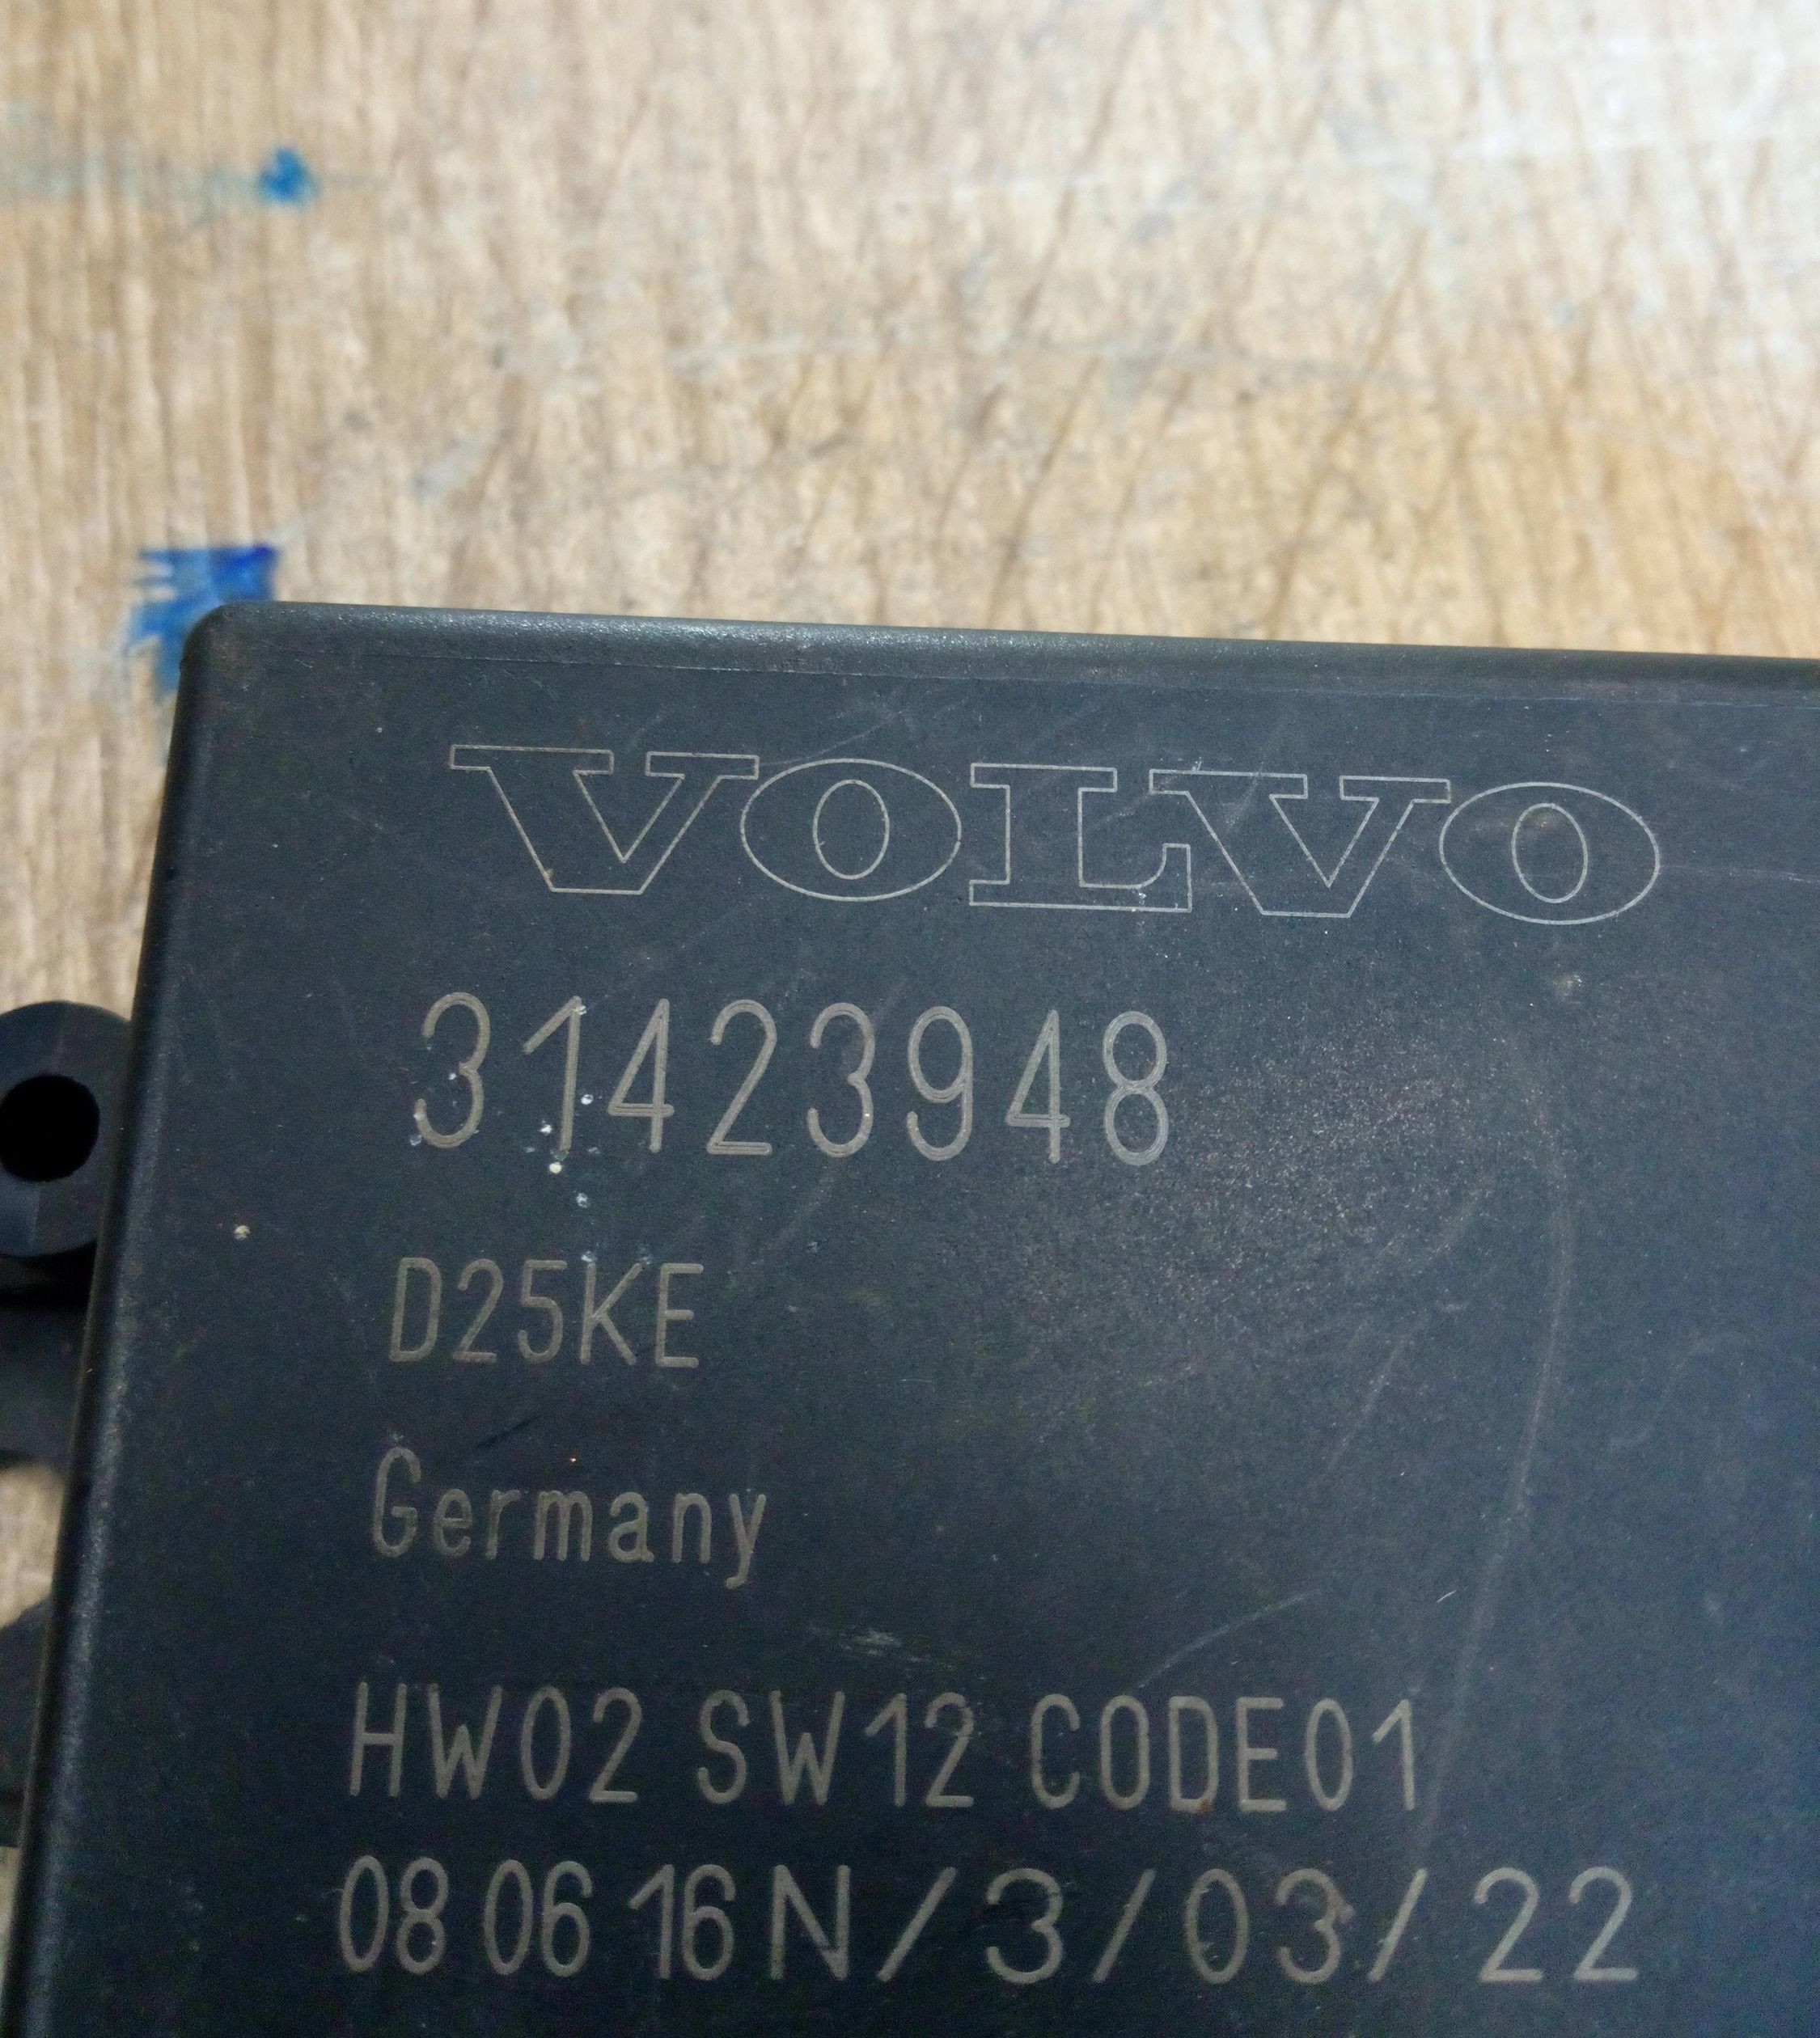 VOLVO
31423948
D25KE
Germany
HW02 SW12 CODE01
08 06 16 N/3/03/22